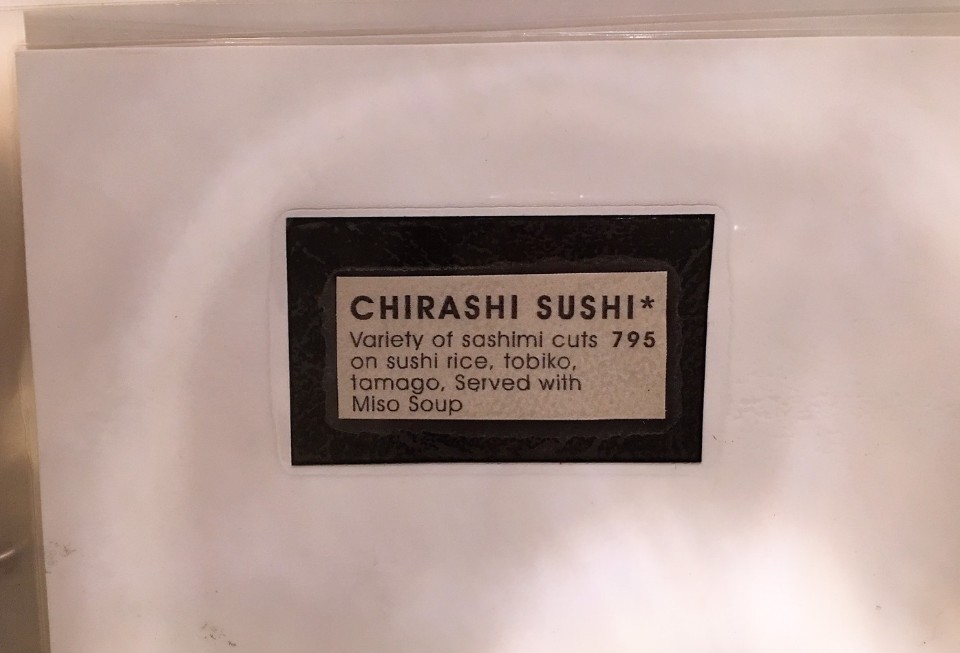 CHIRASHI SUSHI*
Variety of sashimi cuts 795
on sushi rice, tobiko,
tamago, Served with
Miso Soup